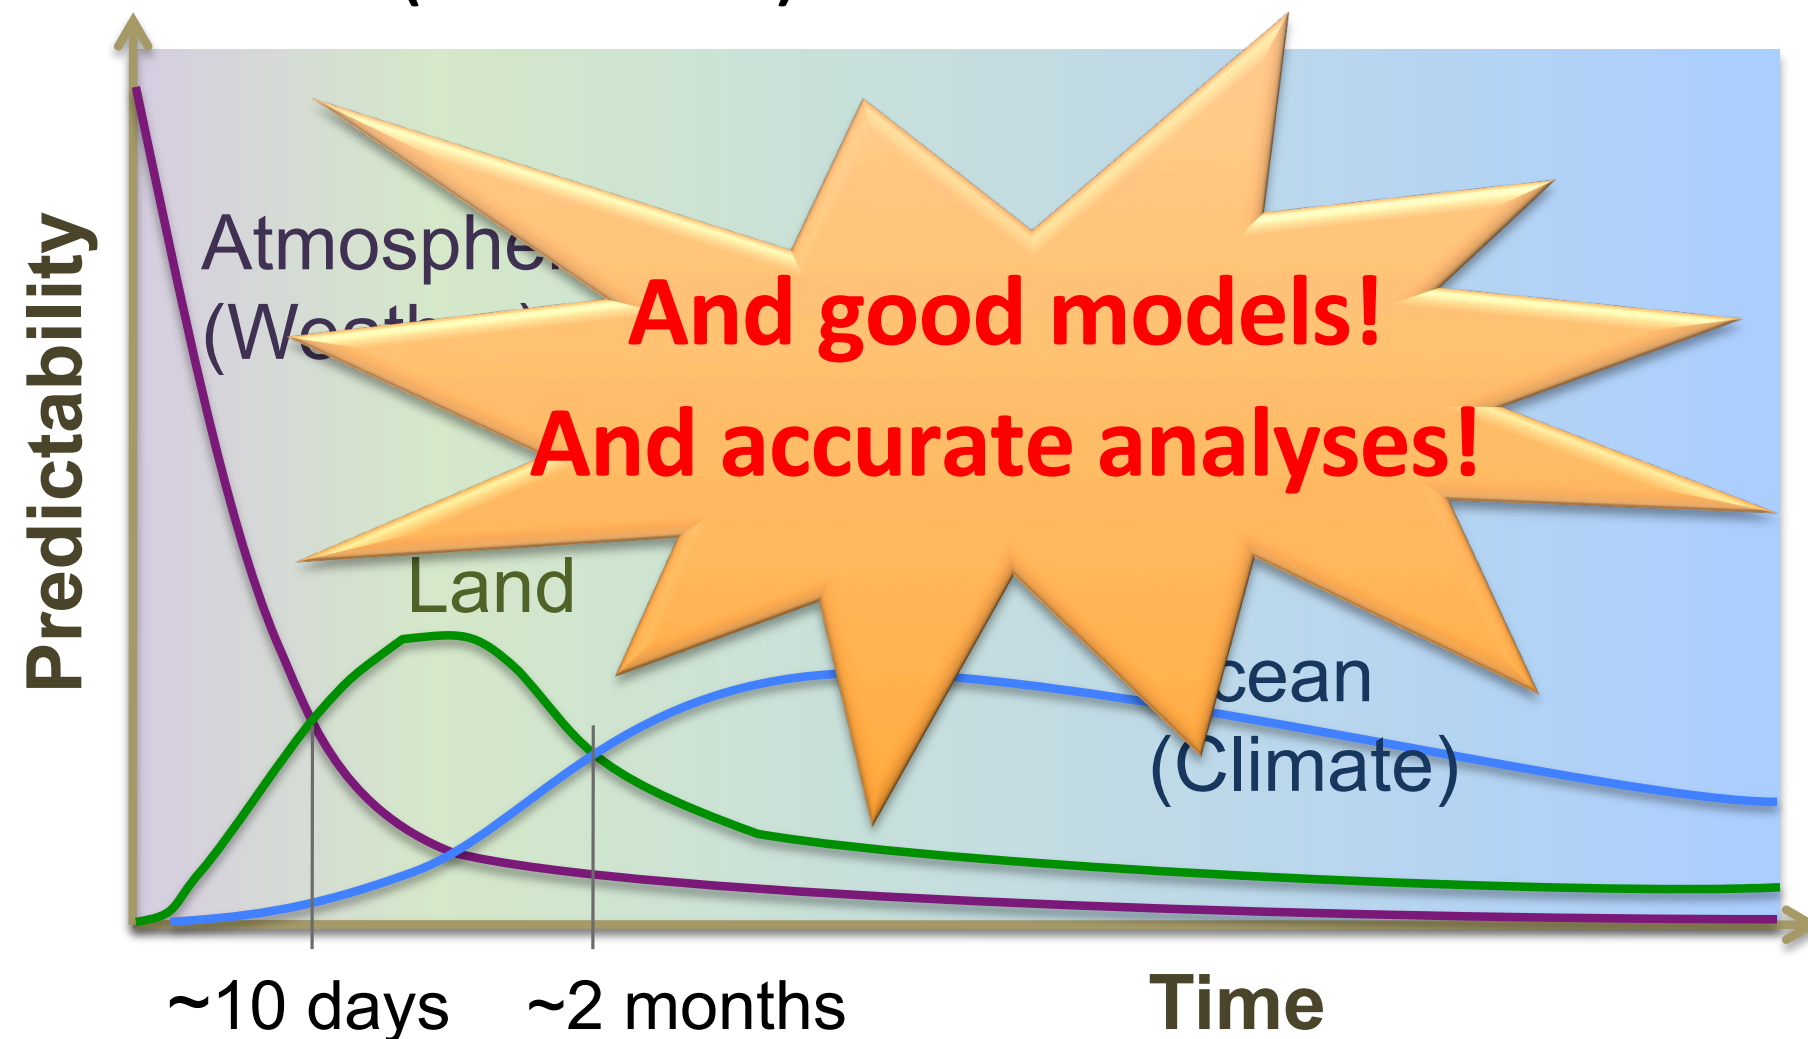 Predictability
And good models!
And accurate analyses!
Land
(Climate)
~10 days
~2 months
Time